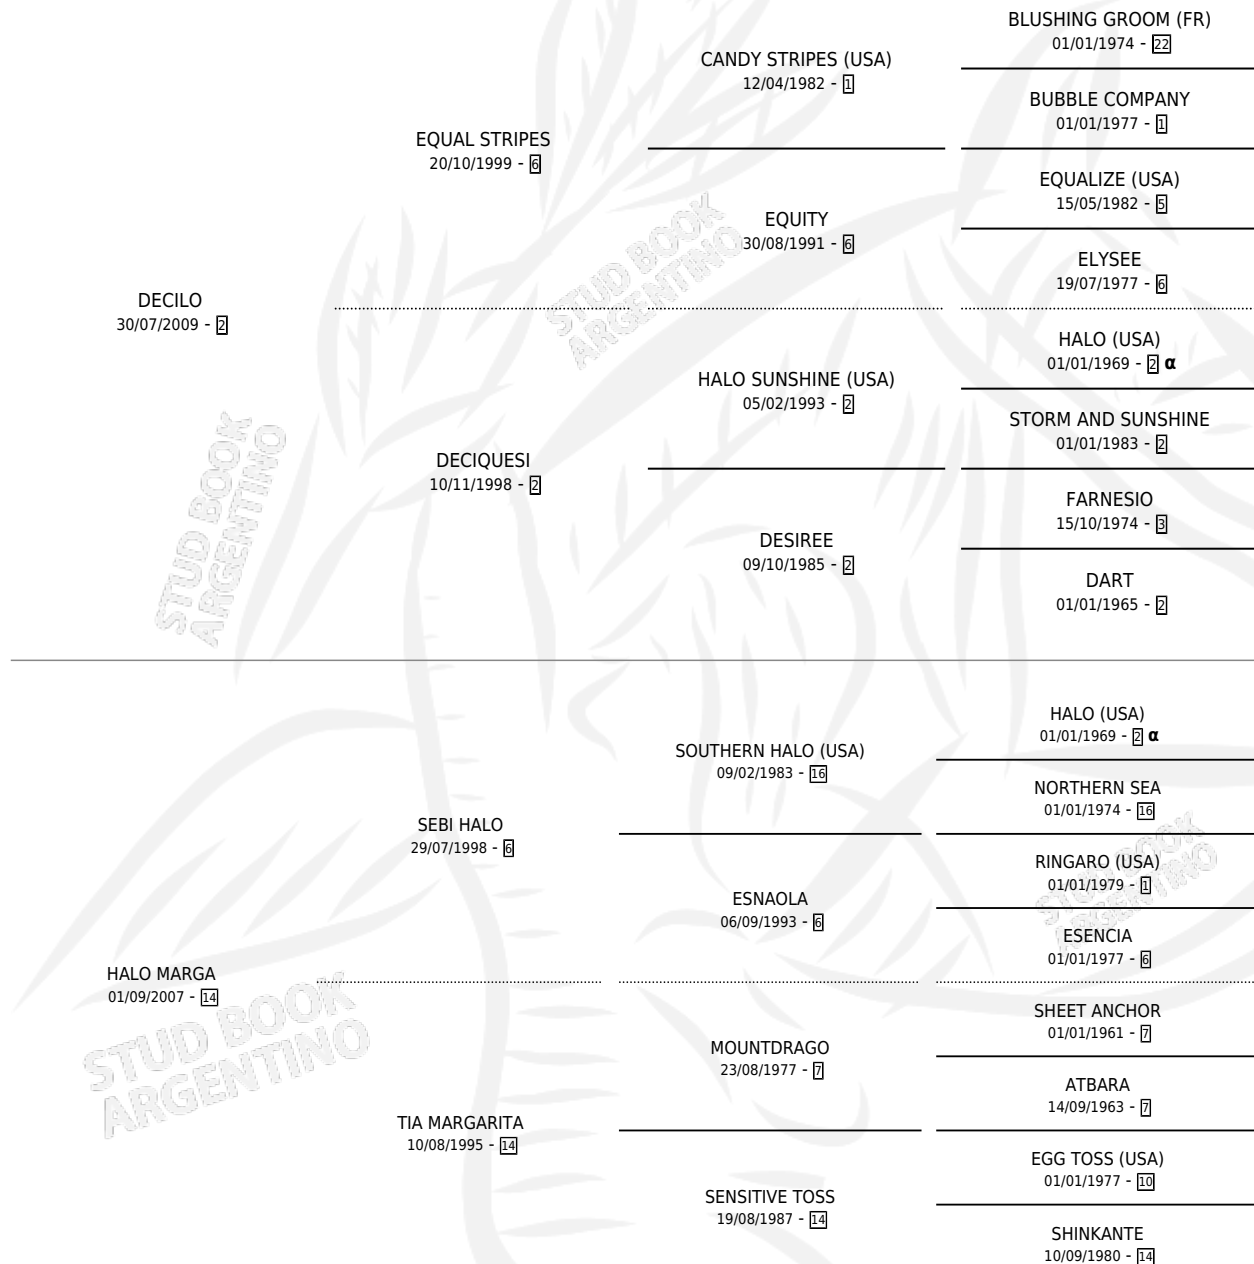 BLUSHING GROOM (FR)
01/01/1974 - 22
CANDY STRIPES (USA)
12/04/1982 - 1
BUBBLE COMPANY
01/01/1977 - 1
EQUAL STRIPES
20/10/1999 - 6
EQUALIZE (USA)
15/05/1982 - 5
EQUITY
30/08/1991 - 6
ELYSEE
19/07/1977 - 6
DECILO
30/07/2009 - 2
HALO (USA)
01/01/1969 - 2 α
HALO SUNSHINE (USA)
05/02/1993 - 2
STORM AND SUNSHINE
01/01/1983 - 2
DECIQUESI
10/11/1998 - 2
FARNESIO
15/10/1974 - 3
DESIREE
09/10/1985 - 2
DART
01/01/1965 - 2
STUD BOOK
ARGENTINO
STUD BOOK
ARGENTINO
HALO (USA)
01/01/1969 - 2 α
SOUTHERN HALO (USA)
09/02/1983 - 16
NORTHERN SEA
01/01/1974 - 16
SEBI HALO
29/07/1998 - 6
RINGARO (USA)
01/01/1979 - 1
ESNAOLA
06/09/1993 - 6
ESENCIA
01/01/1977 - 6
HALO MARGA
01/09/2007 - 14
SHEET ANCHOR
01/01/1961 - 7
MOUNTDRAGO
23/08/1977 - 7
ATBARA
14/09/1963 - 7
TIA MARGARITA
10/08/1995 - 14
EGG TOSS (USA)
01/01/1977 - 10
SENSITIVE TOSS
19/08/1987 - 14
SHINKANTE
10/09/1980 - 14
STUD BOOK
ARGENTINO
STUD BOOK
ARGENTINO